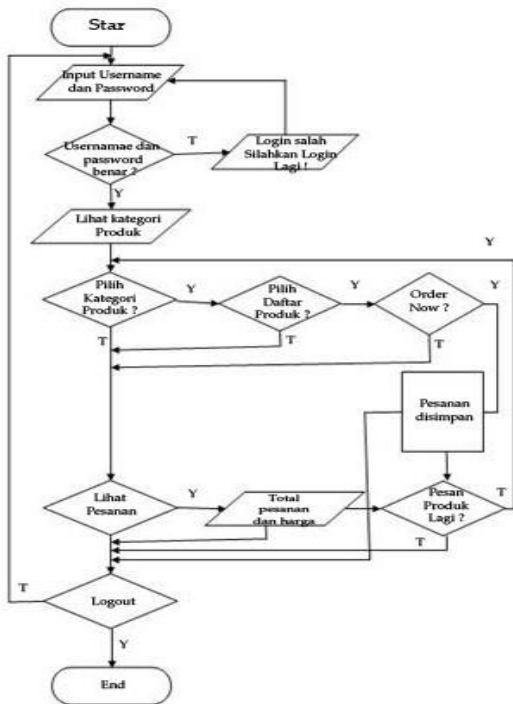 Star
Input Username
dan Password
Usernamae dan
password
benar ?
T
Login salah
Silahkan Login
Lagi !
Y
Lihat kategori
Produk
Y
Pilih
Kategori
Produk ?
Y
Pilih
Daftar
Produk ?
Y
Order
Now ?
Y
T
T
T
Pesanan
disimpan
Lihat
Pesanan
Y
Total
pesanan
dan harga
Pesan
Produk
Lagi ?
T
T
T
Logout
Y
End